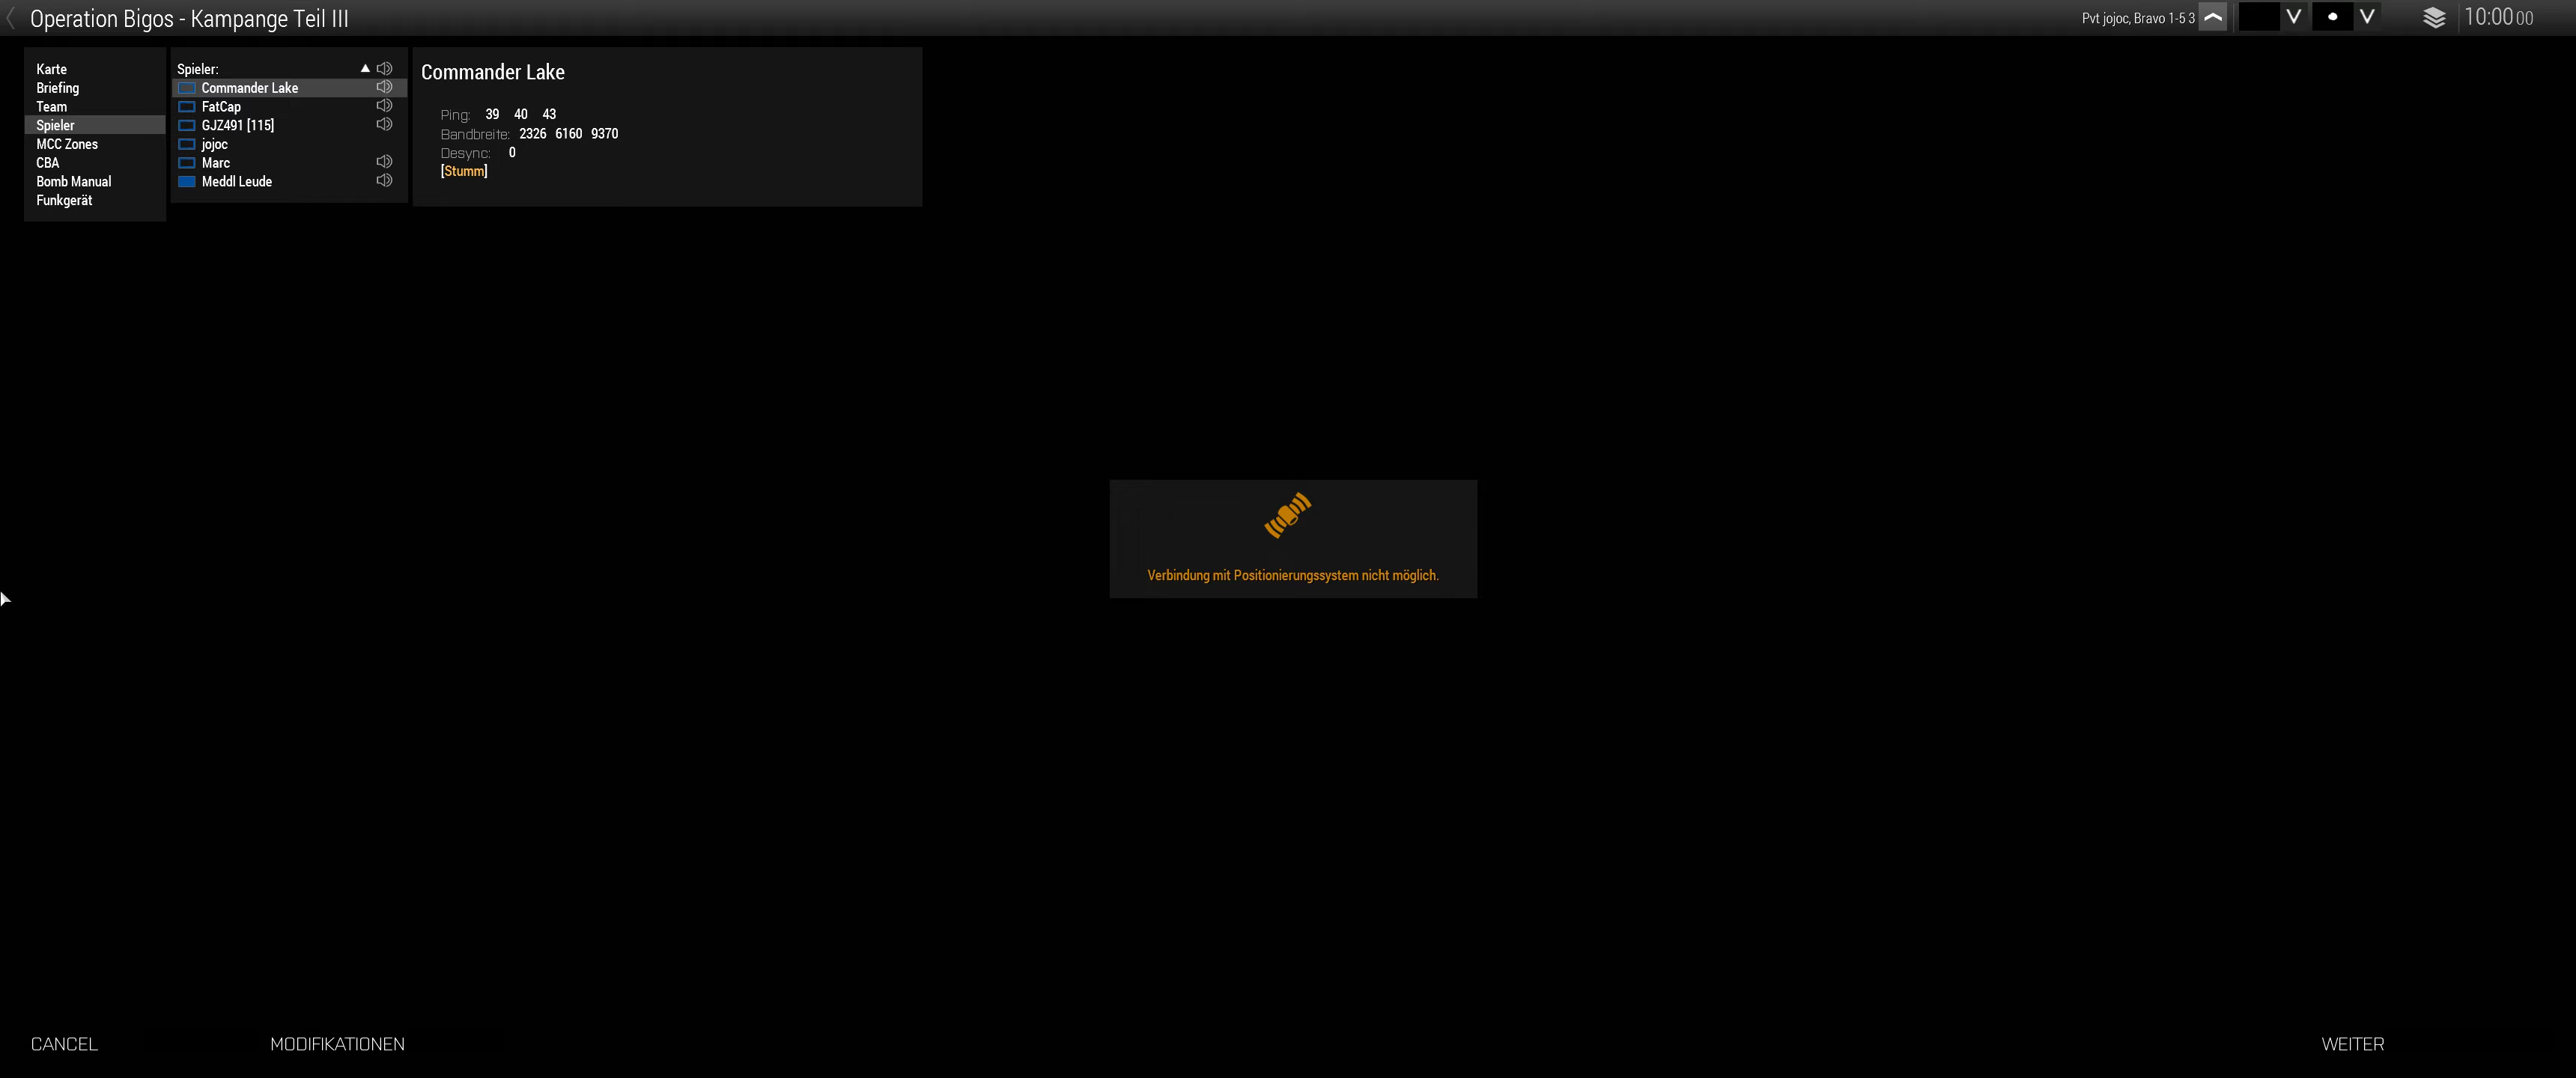 Operation Bigos - Kampange Teil III
Pvt jojoc, Bravo 1-5 3
10:00 00
Karte
Briefing
Team
Spieler
MCC Zones
CBA
Bomb Manual
Funkgerät
Spieler:
Commander Lake
FatCap
GJZ491 [115]
jojoc
Marc
Meddl Leude
Commander Lake
Ping: 39 40 43
Bandbreite: 2326 6160 9370
Desync: 0
[Stumm]
Verbindung mit Positionierungssystem nicht möglich.
CANCEL
MODIFIKATIONEN
WEITER